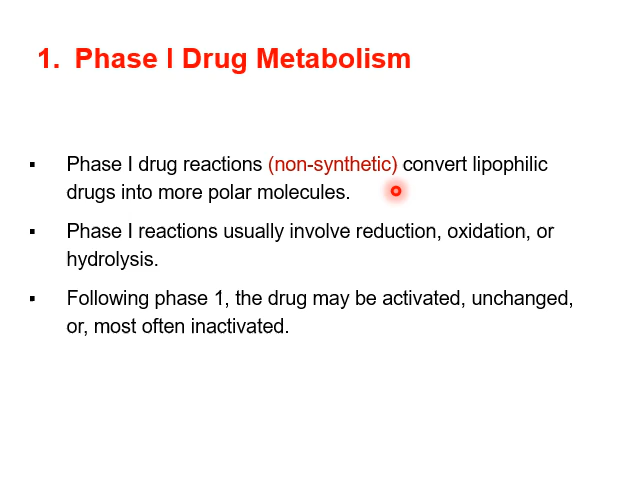 1. Phase I Drug Metabolism
▪ Phase I drug reactions (non-synthetic) convert lipophilic
drugs into more polar molecules.
▪ Phase I reactions usually involve reduction, oxidation, or
hydrolysis.
▪ Following phase 1, the drug may be activated, unchanged,
or, most often inactivated.